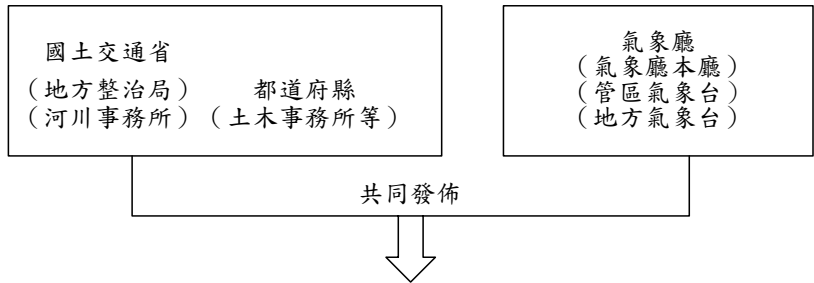 國土交通省
（地方整治局） 都道府縣
（河川事務所）（土木事務所等）
氣象廳
（氣象廳本廳）
（管區氣象台）
（地方氣象台）
共同發佈